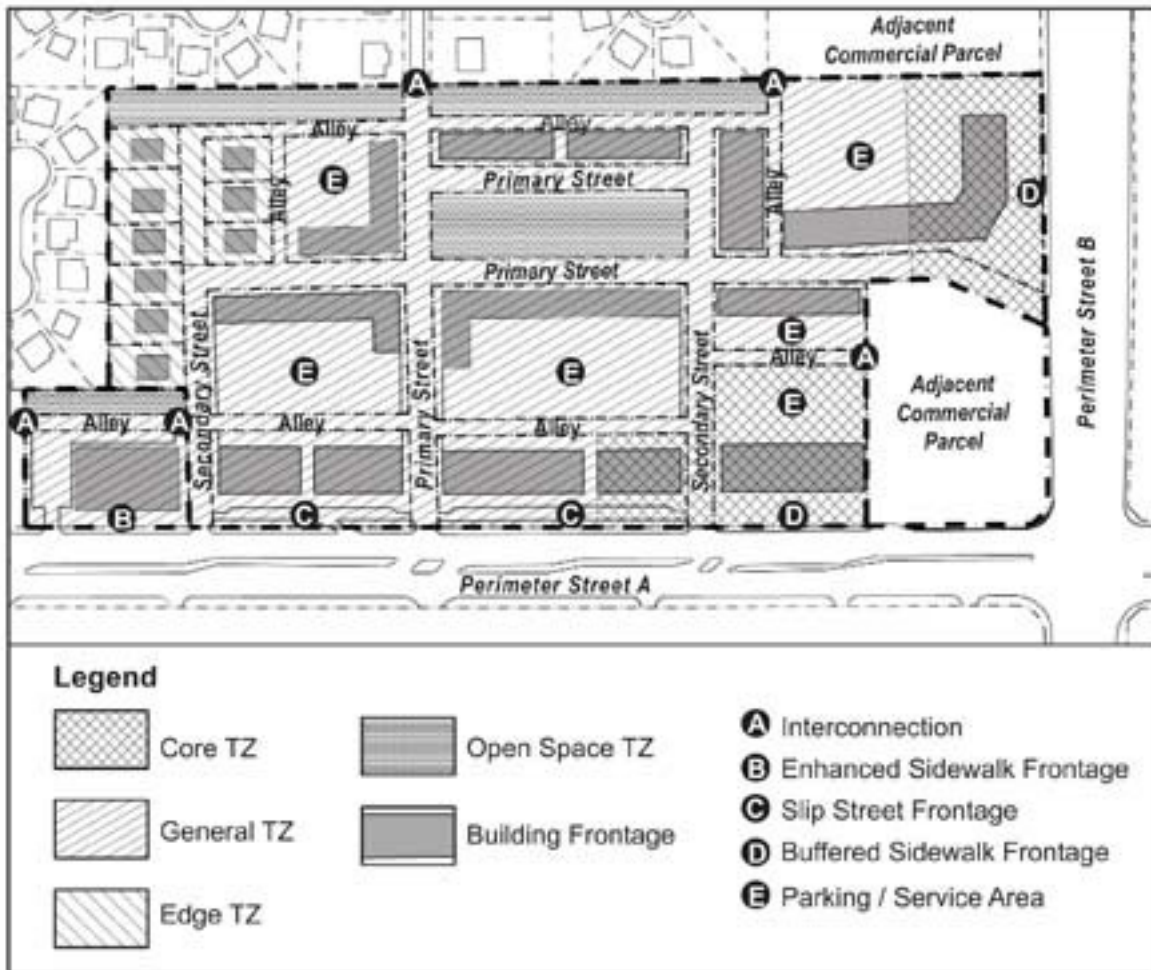 Adjacent
Commercial Parcel
A
A
Alley
Alley
E
Primary Street
E
Alley
Alley
D
Primary Street
Perimeter Street B
Secondary Street
E
Primary Street
E
Secondary Street
E
Alley
A
Adjacent
Commercial
Parcel
E
A
Alley
A
Alley
Alley
B
C
C
D
Perimeter Street A
Legend
Core TZ
General TZ
Edge TZ
Open Space TZ
Building Frontage
A Interconnection
B Enhanced Sidewalk Frontage
C Slip Street Frontage
D Buffered Sidewalk Frontage
E Parking / Service Area